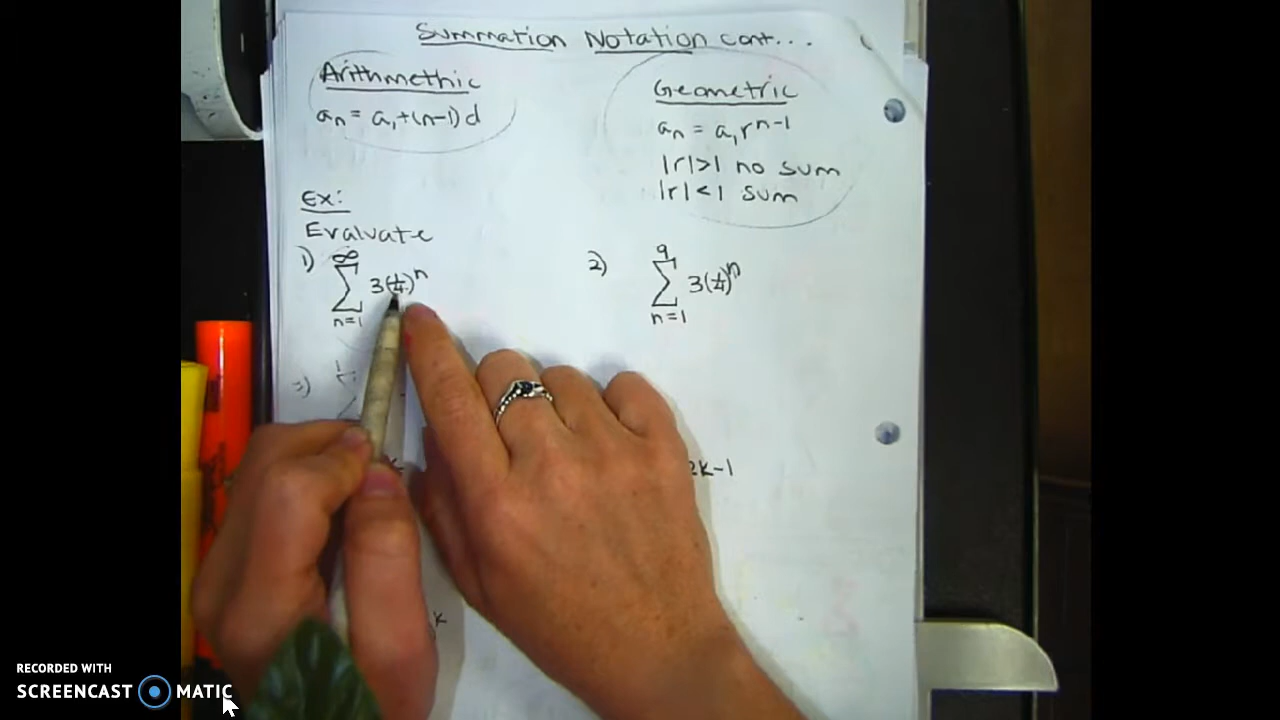 Summation Notation cont...
Arithmethic
aₙ = a₁+(n-1)d
Geometric
aₙ = a₁rⁿ⁻¹
|r|>1 no sum
|r|<1 sum
Ex:
Evaluate
1) ∞ Σ n=1 3(1/4)ⁿ
2) 9 Σ n=1 3(1/4)ⁿ
2k-1
k
RECORDED WITH
SCREENCAST MATIC